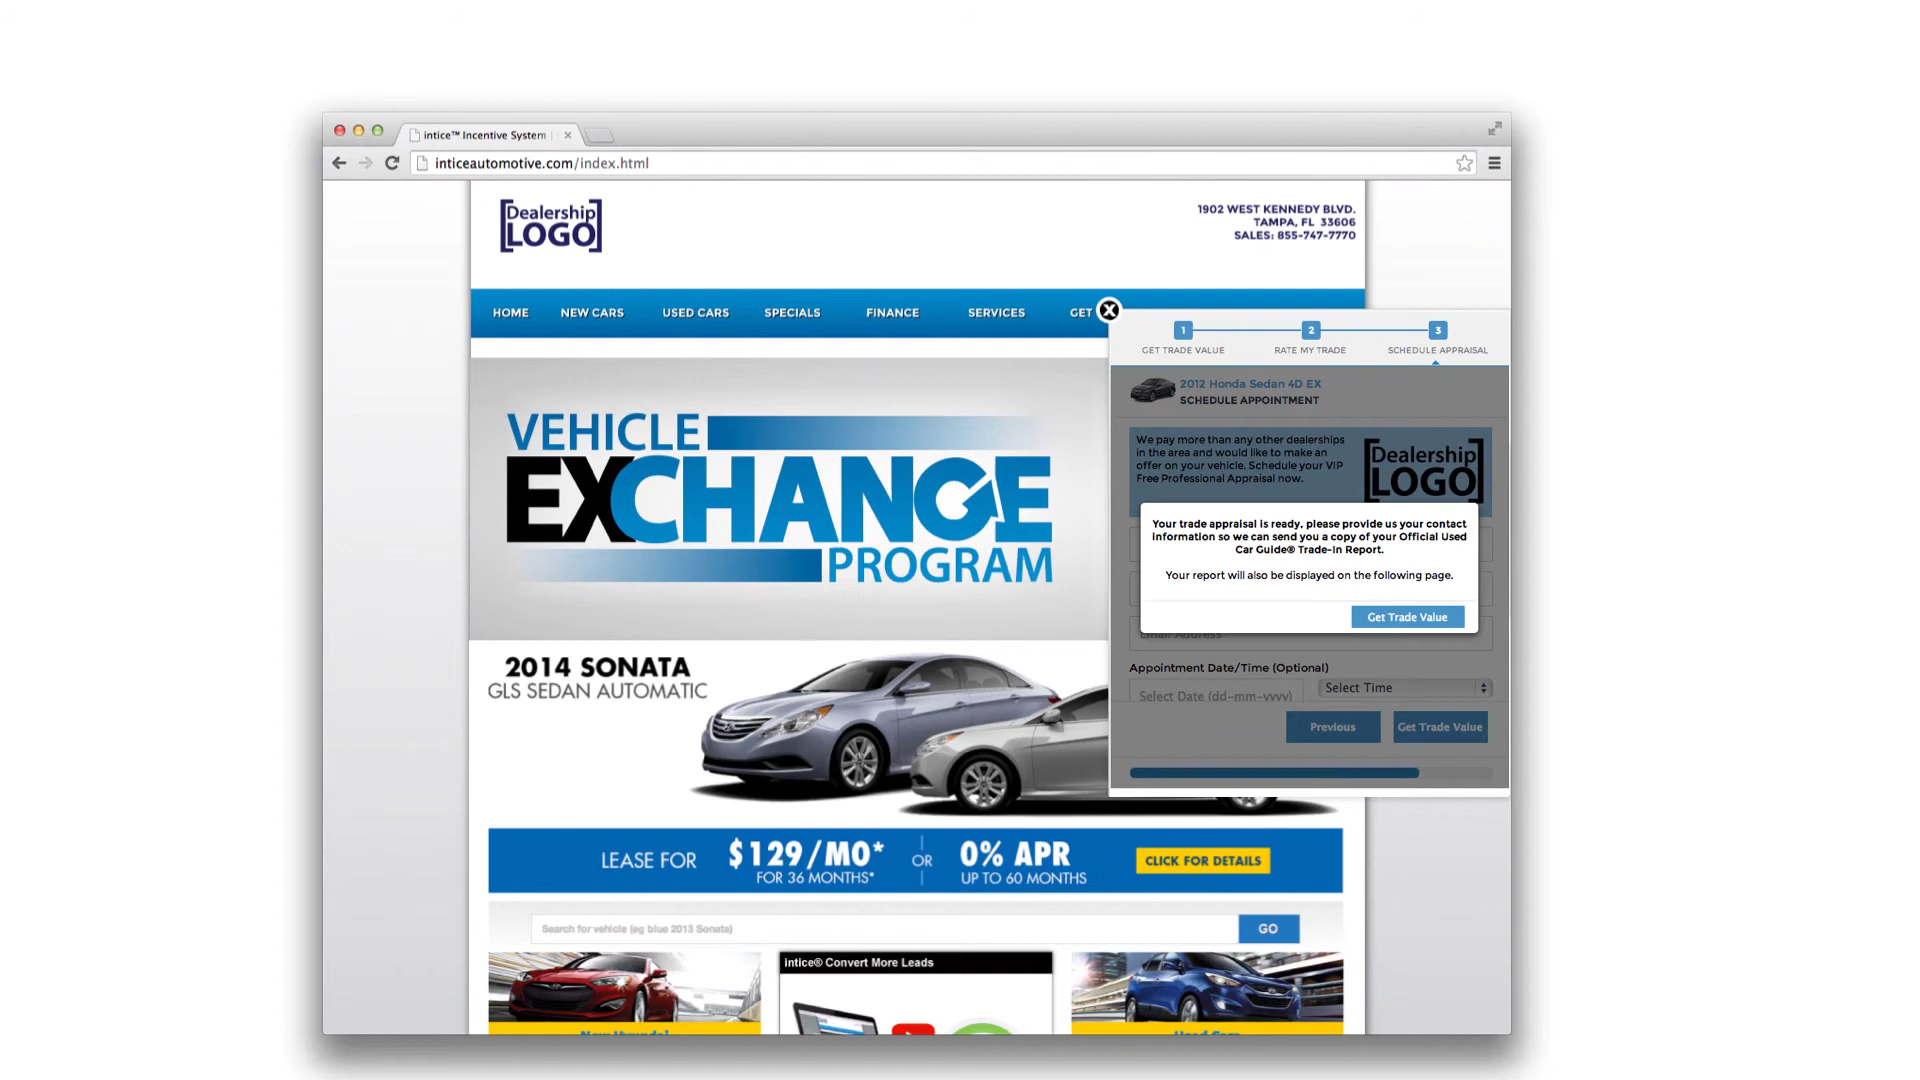 intice™ Incentive System
inticeautomotive.com/index.html
[Dealership
LOGO]
1902 WEST KENNEDY BLVD.
TAMPA, FL 33606
SALES: 855-747-7770
HOME NEW CARS USED CARS SPECIALS FINANCE SERVICES GET
X
1 2 3
GET TRADE VALUE RATE MY TRADE SCHEDULE APPRAISAL
2012 Honda Sedan 4D EX
SCHEDULE APPOINTMENT
We pay more than any other dealerships
in the area and would like to make an
offer on your vehicle. Schedule your VIP
Free Professional Appraisal now.
[Dealership
LOGO]
Your trade appraisal is ready, please provide us your contact
information so we can send you a copy of your Official Used
Car Guide® Trade-In Report.
Your report will also be displayed on the following page.
Get Trade Value
Email Address
Appointment Date/Time (Optional)
Select Date (dd-mm-yyyy) Select Time
Previous Get Trade Value
VEHICLE
EXCHANGE
PROGRAM
2014 SONATA
GLS SEDAN AUTOMATIC
LEASE FOR $129/MO* OR 0% APR CLICK FOR DETAILS
FOR 36 MONTHS* UP TO 60 MONTHS
Search for vehicle (eg blue 2013 Sonata) GO
intice® Convert More Leads
New Hyundai Used Cars